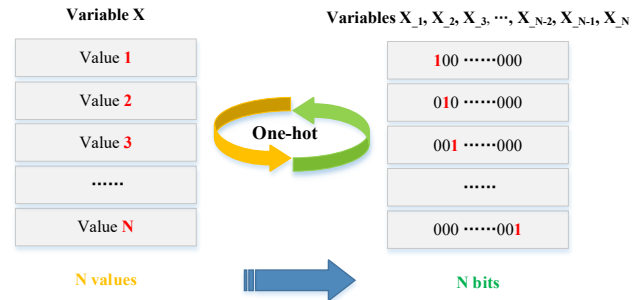 Variable X
Value 1
Value 2
Value 3
⋯⋯
Value N
N values
One-hot
Variables X_1, X_2, X_3, ⋯, X_N-2, X_N-1, X_N
100 ⋯⋯000
010 ⋯⋯000
001 ⋯⋯000
⋯⋯
000 ⋯⋯001
N bits